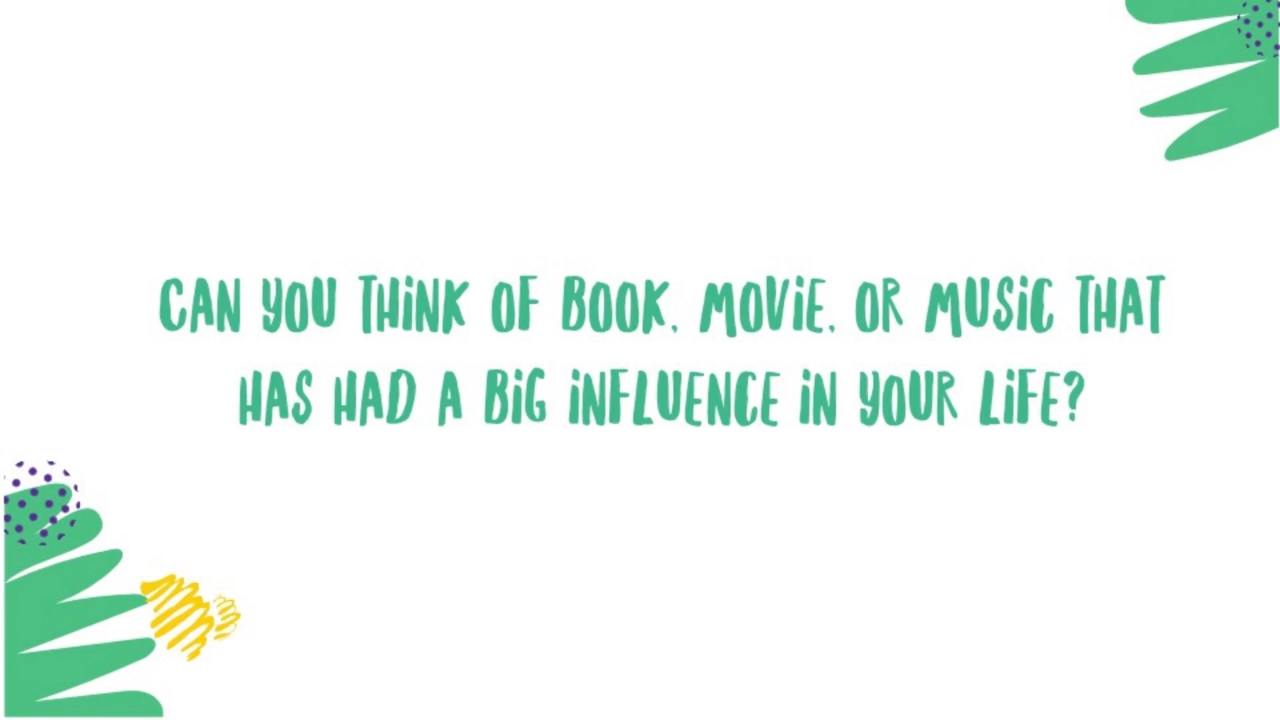 CAN YOU THiNK OF BOOK, MOViE, OR MUSiC THAT
HAS HAD A BiG iNFLUENCE iN YOUR LiFE?